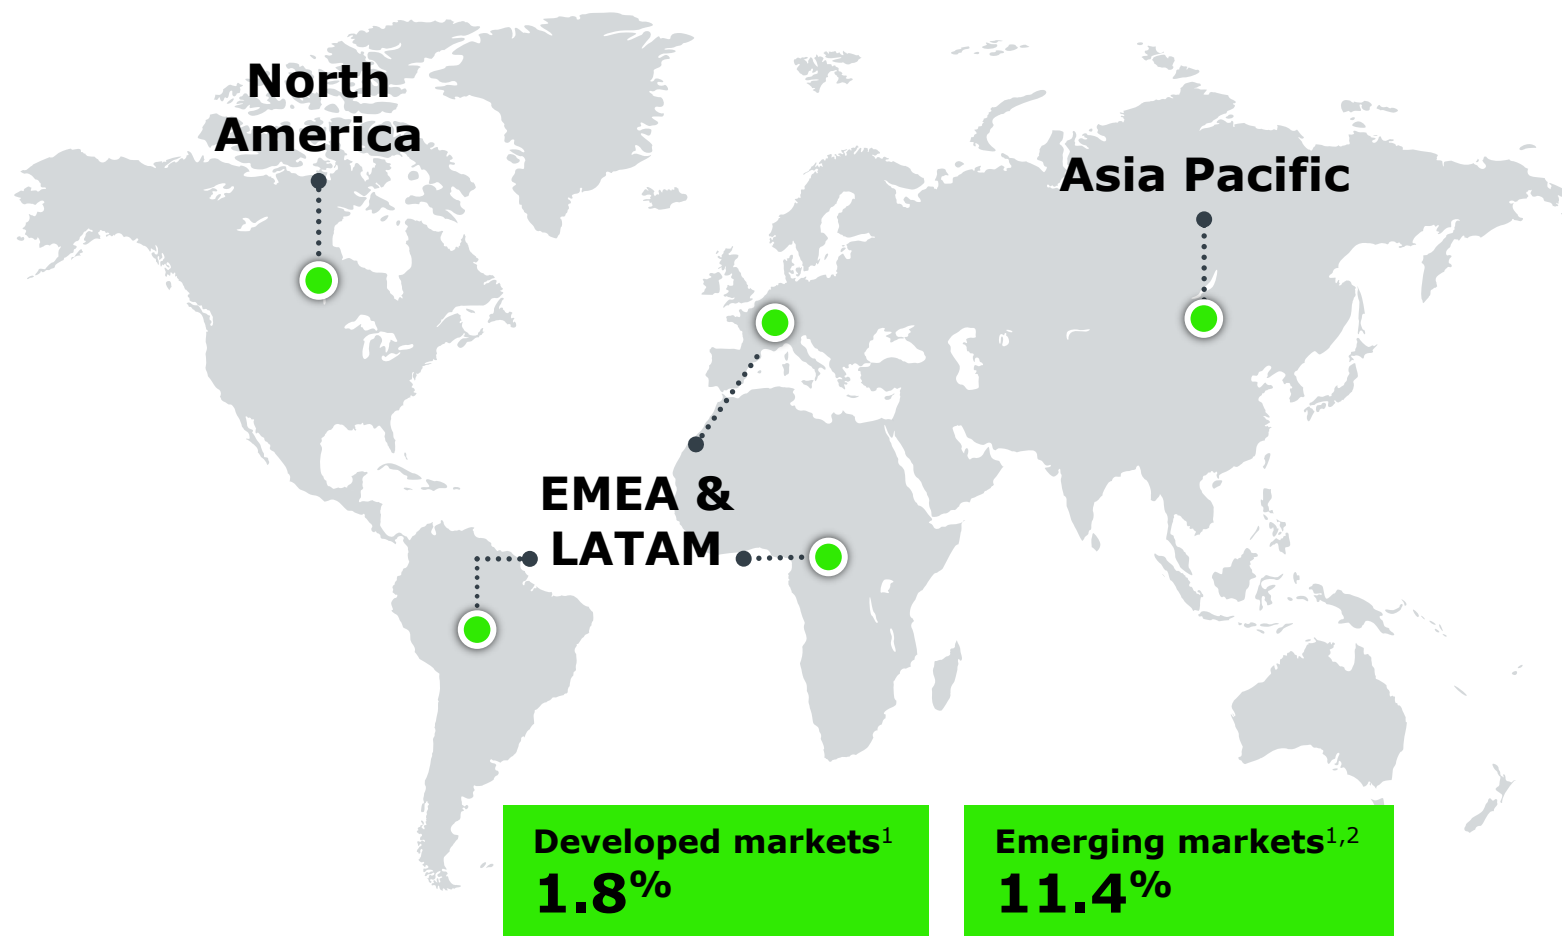 North
America
Asia Pacific
EMEA &
LATAM
Developed markets¹
1.8%
Emerging markets¹,²
11.4%